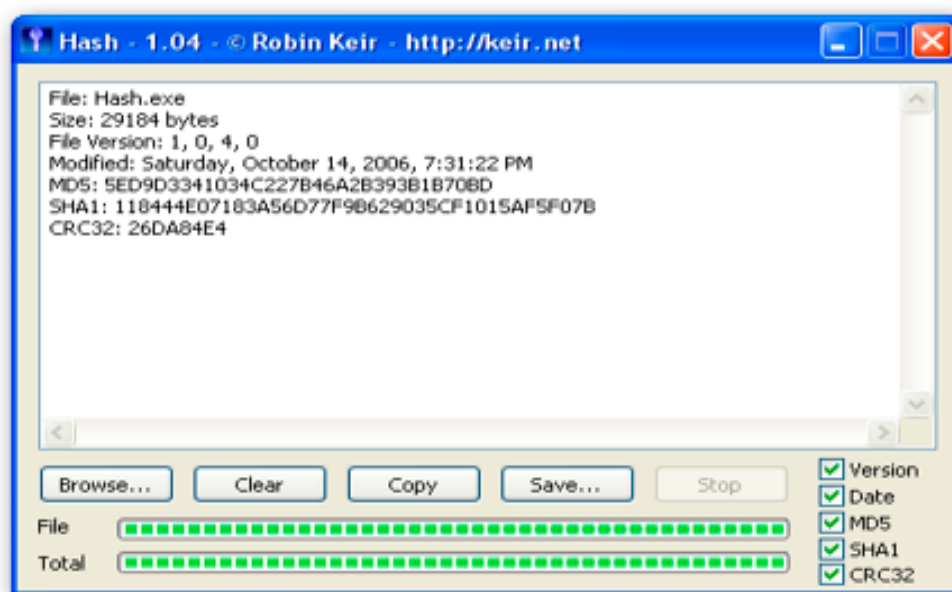 Hash - 1.04 - © Robin Keir - http://keir.net
File: Hash.exe
Size: 29184 bytes
File Version: 1, 0, 4, 0
Modified: Saturday, October 14, 2006, 7:31:22 PM
MD5: 5ED9D3341034C227B46A2B393B1B70BD
SHA1: 118444E07183A56D77F9B629035CF1015AF5F07B
CRC32: 26DA84E4
Browse...
Clear
Copy
Save...
Stop
Version
Date
MD5
SHA1
CRC32
File
Total